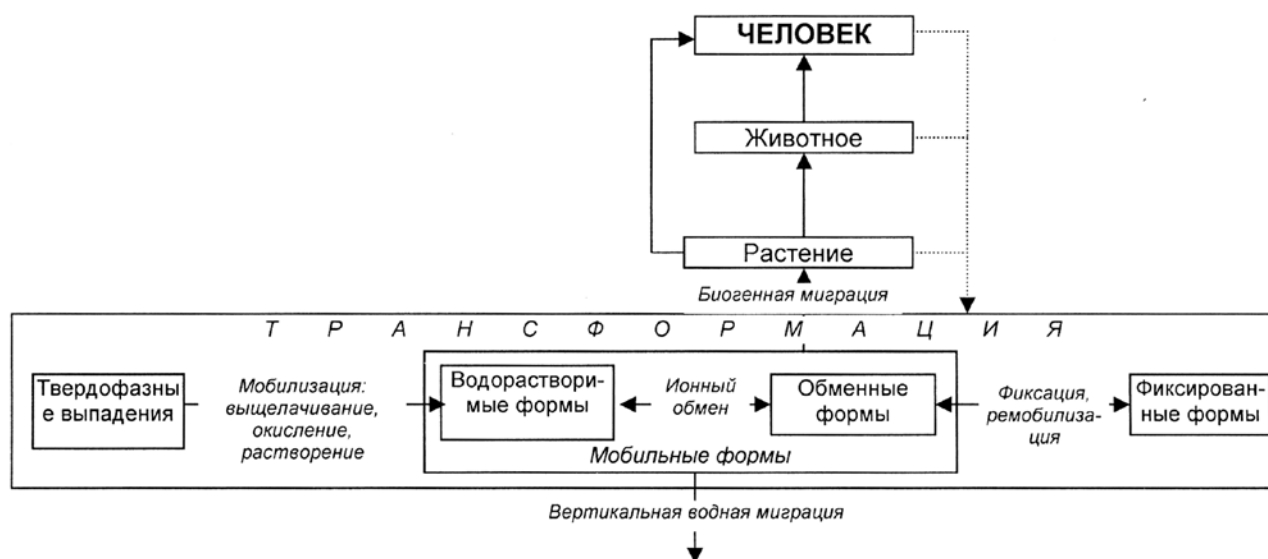 ЧЕЛОВЕК
Животное
Растение
Биогенная миграция
Т Р А Н С Ф О Р М А Ц И Я
Твердофазны
е выпадения
Мобилизация:
выщелачивание,
окисление,
растворение
Водораствори-
мые формы
Ионный
обмен
Обменные
формы
Мобильные формы
Фиксация,
ремобилиза-
ция
Фиксирован-
ные формы
Вертикальная водная миграция